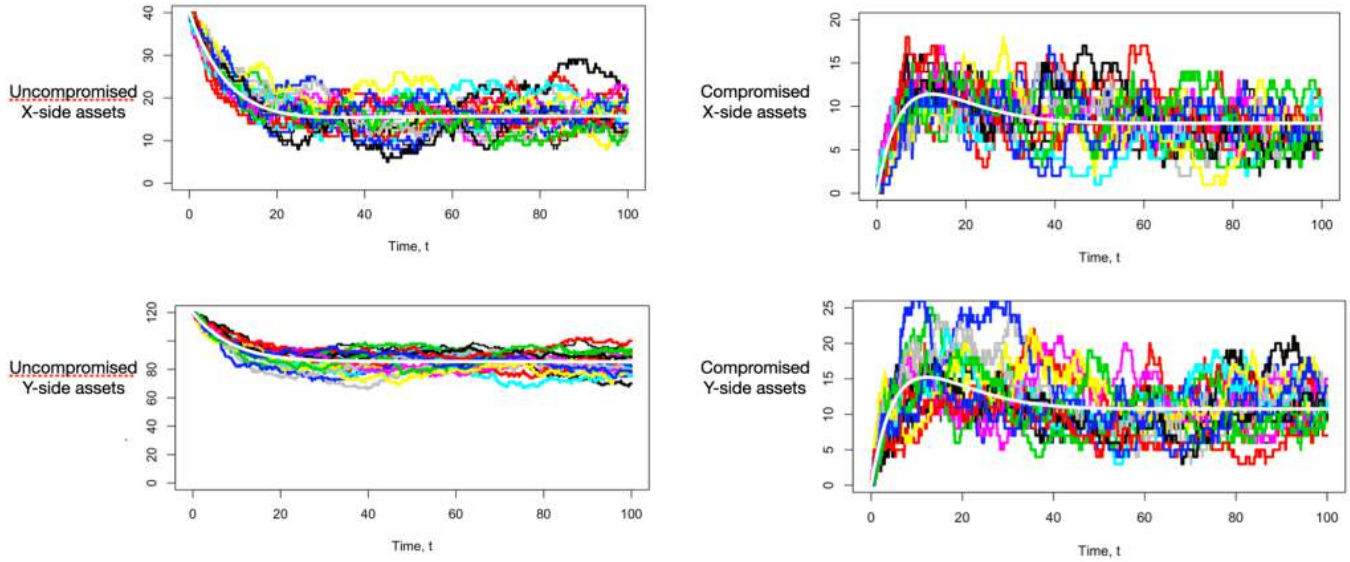 Uncompromised
X-side assets
0 10 20 30 40
0 20 40 60 80 100
Time, t
Compromised
X-side assets
0 5 10 15 20
0 20 40 60 80 100
Time, t
Uncompromised
Y-side assets
0 20 40 60 80 120
0 20 40 60 80 100
Time, t
Compromised
Y-side assets
0 5 10 15 20 25
0 20 40 60 80 100
Time, t